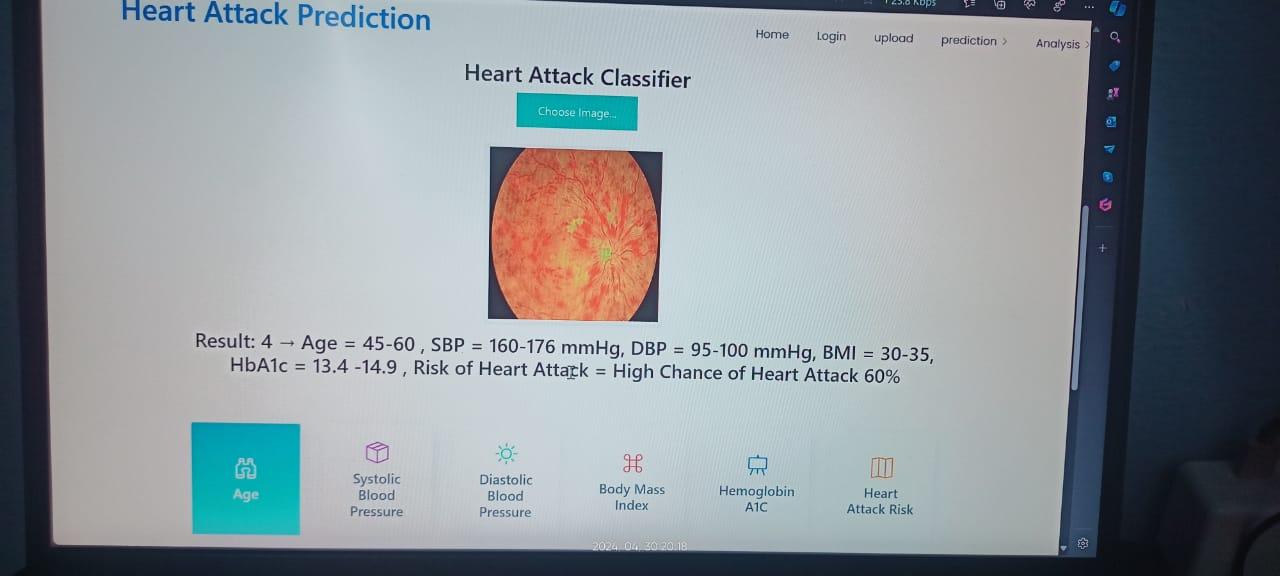 23.8 Kbps
Heart Attack Prediction
Home Login upload prediction > Analysis >
Heart Attack Classifier
Choose Image...
Result: 4 → Age = 45-60 , SBP = 160-176 mmHg, DBP = 95-100 mmHg, BMI = 30-35,
HbA1c = 13.4 -14.9 , Risk of Heart Attack = High Chance of Heart Attack 60%
Age
Systolic
Blood
Pressure
Diastolic
Blood
Pressure
Body Mass
Index
Hemoglobin
A1C
Heart
Attack Risk
2024. 04. 30 20:18